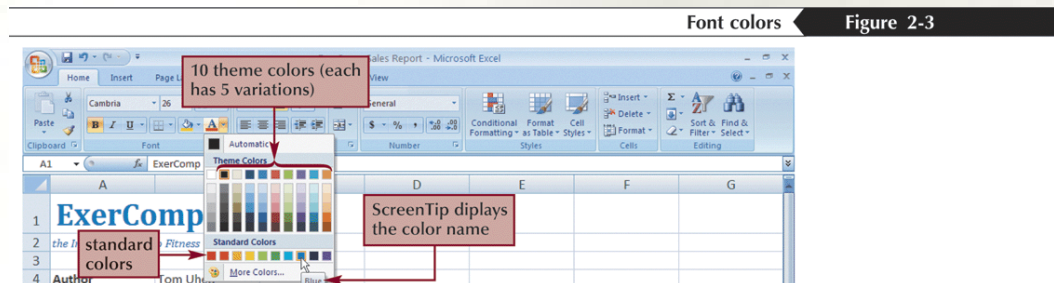 Font colors Figure 2-3
Sales Report - Microsoft Excel
Home Insert Page L View
10 theme colors (each
has 5 variations)
Cambria 26 General
Insert
Delete
Format
Paste
B I U A $ % ,
Conditional Format Cell
Formatting as Table Styles
Sort & Find &
Filter Select
Clipboard Font Number Styles Cells Editing
Automatic
A1 fx ExerComp
Theme Colors
A D E F G
1 ExerComp
ScreenTip diplays
the color name
2 the In Fitness
Standard Colors
standard
colors
3
More Colors...
4 Author Tom Uh
Blue